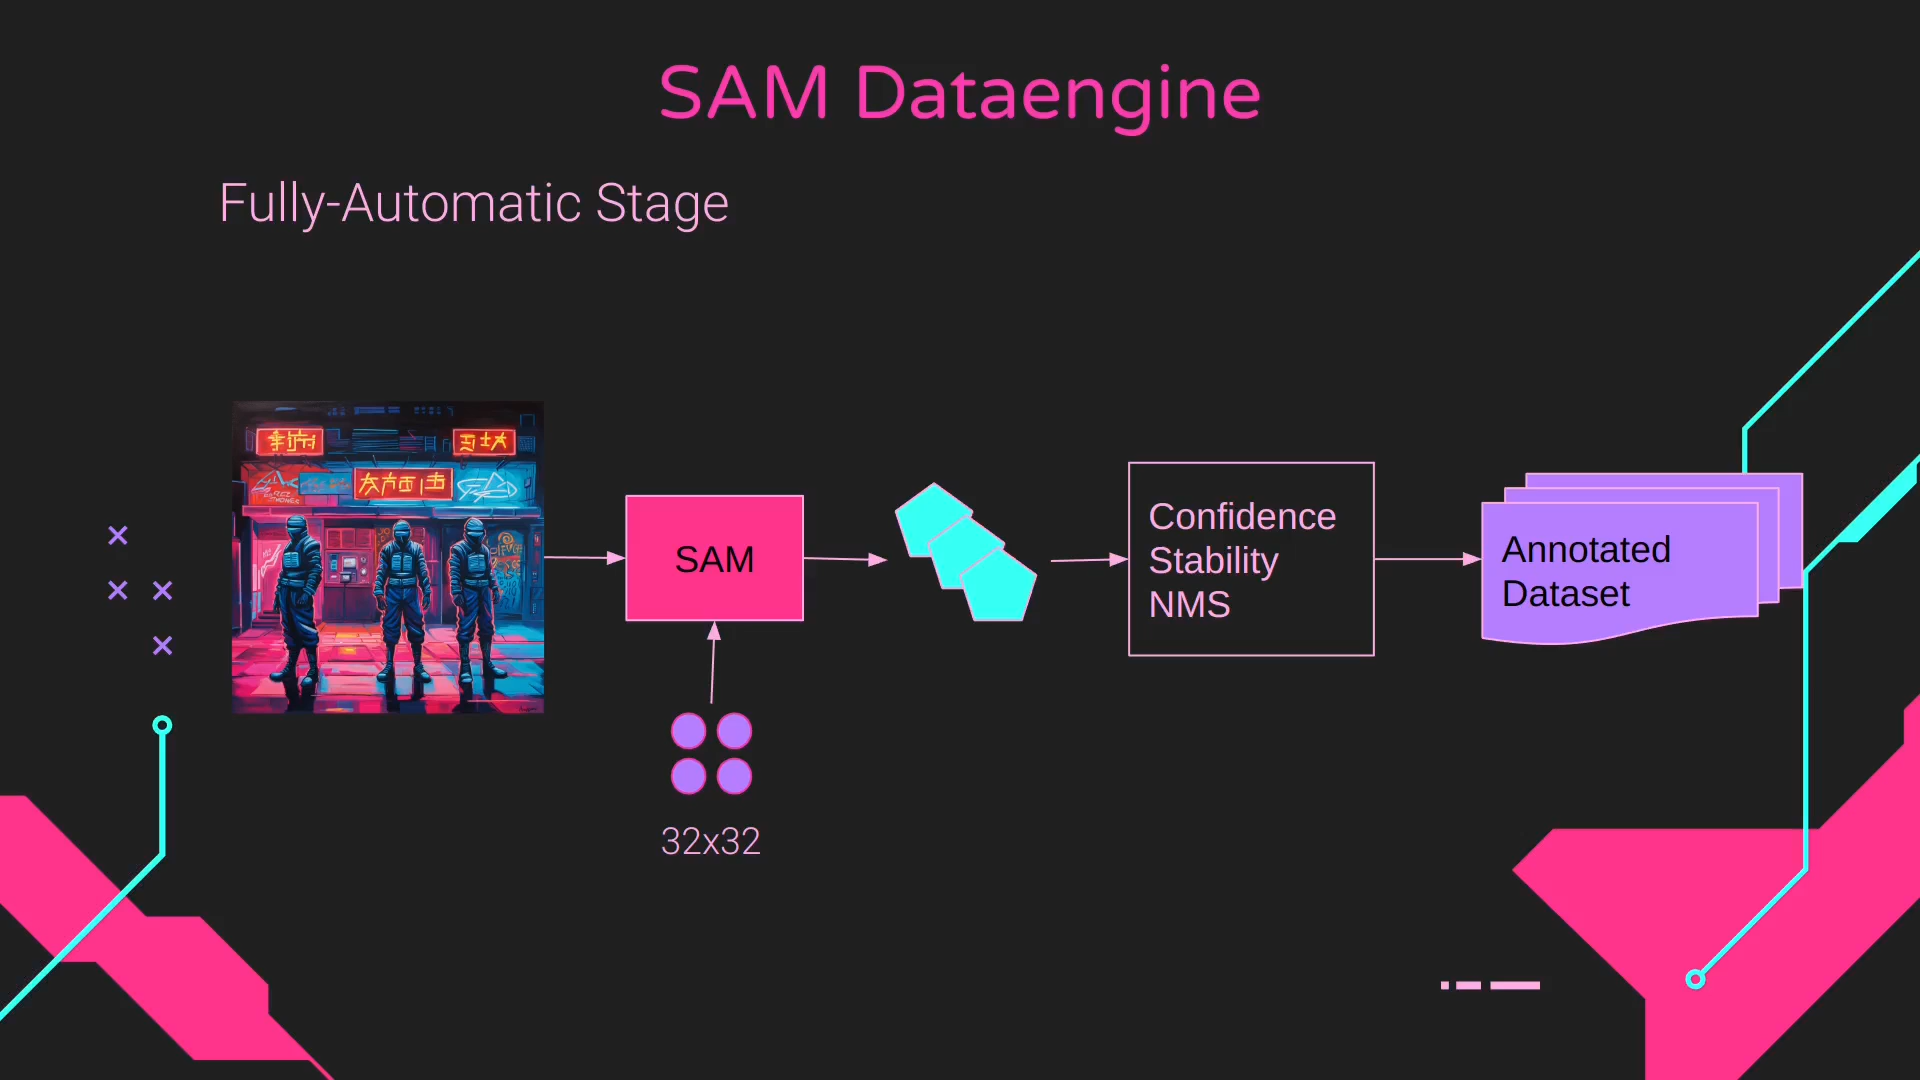 SAM Dataengine
Fully-Automatic Stage
SAM
32x32
Confidence
Stability
NMS
Annotated
Dataset